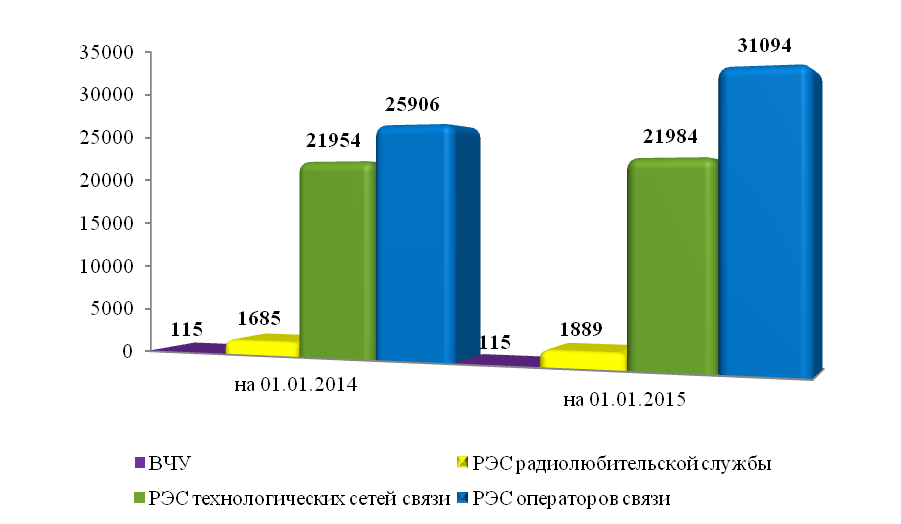 35000
30000
25000
20000
15000
10000
5000
0
115
1685
21954
25906
115
1889
21984
31094
на 01.01.2014
на 01.01.2015
ВЧУ
РЭС радиолюбительской службы
РЭС технологических сетей связи
РЭС операторов связи